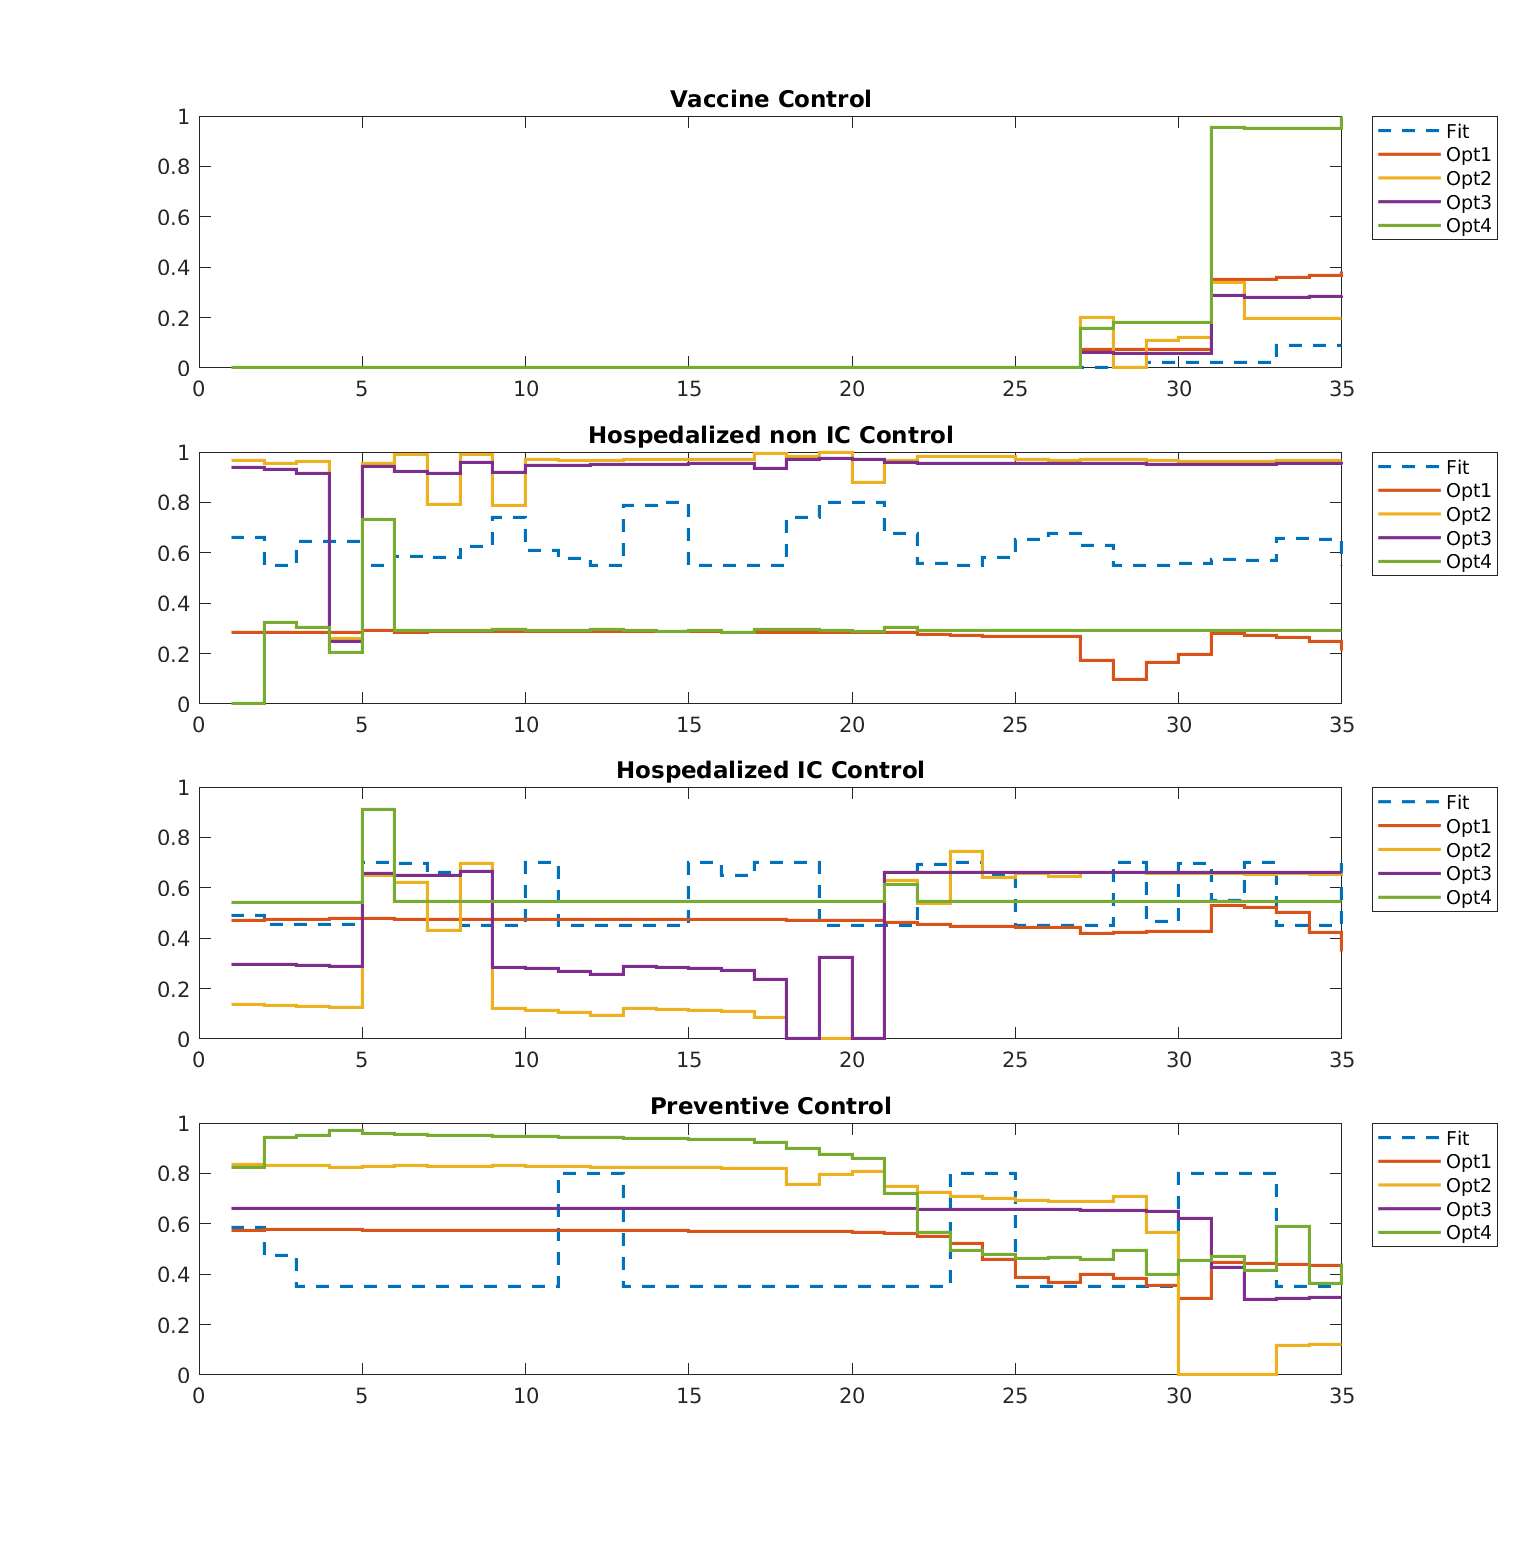 Vaccine Control
1
0.8
0.6
0.4
0.2
0
0 5 10 15 20 25 30 35
Fit
Opt1
Opt2
Opt3
Opt4
Hospedalized non IC Control
1
0.8
0.6
0.4
0.2
0
0 5 10 15 20 25 30 35
Fit
Opt1
Opt2
Opt3
Opt4
Hospedalized IC Control
1
0.8
0.6
0.4
0.2
0
0 5 10 15 20 25 30 35
Fit
Opt1
Opt2
Opt3
Opt4
Preventive Control
1
0.8
0.6
0.4
0.2
0
0 5 10 15 20 25 30 35
Fit
Opt1
Opt2
Opt3
Opt4